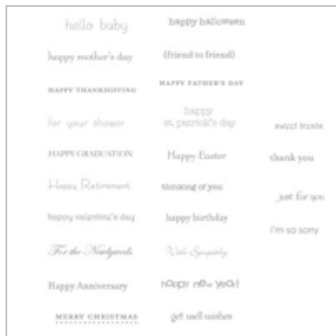 hello baby
happy mother's day
HAPPY THANKSGIVING
for your shower
HAPPY GRADUATION
Happy Retirement
happy valentine's day
For the Newlyweds
Happy Anniversary
MERRY CHRISTMAS
happy halloween
(friend to friend)
HAPPY FATHER'S DAY
happy
st. patrick's day
Happy Easter
thinking of you
happy birthday
With Sympathy
happy new year!
get well wishes
sweet treats
thank you
just for you
I'm so sorry